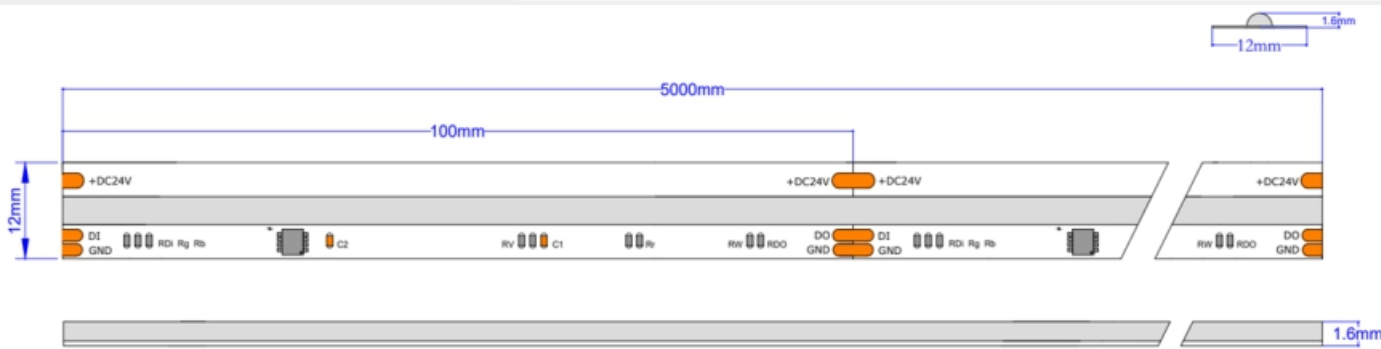 1.6mm
12mm
5000mm
100mm
12mm
+DC24V +DC24V +DC24V +DC24V
DI RDi Rg Rb C2 RV C1 Rr RW RDO DO DI RDi Rg Rb RW RDO DO
GND GND GND GND
1.6mm